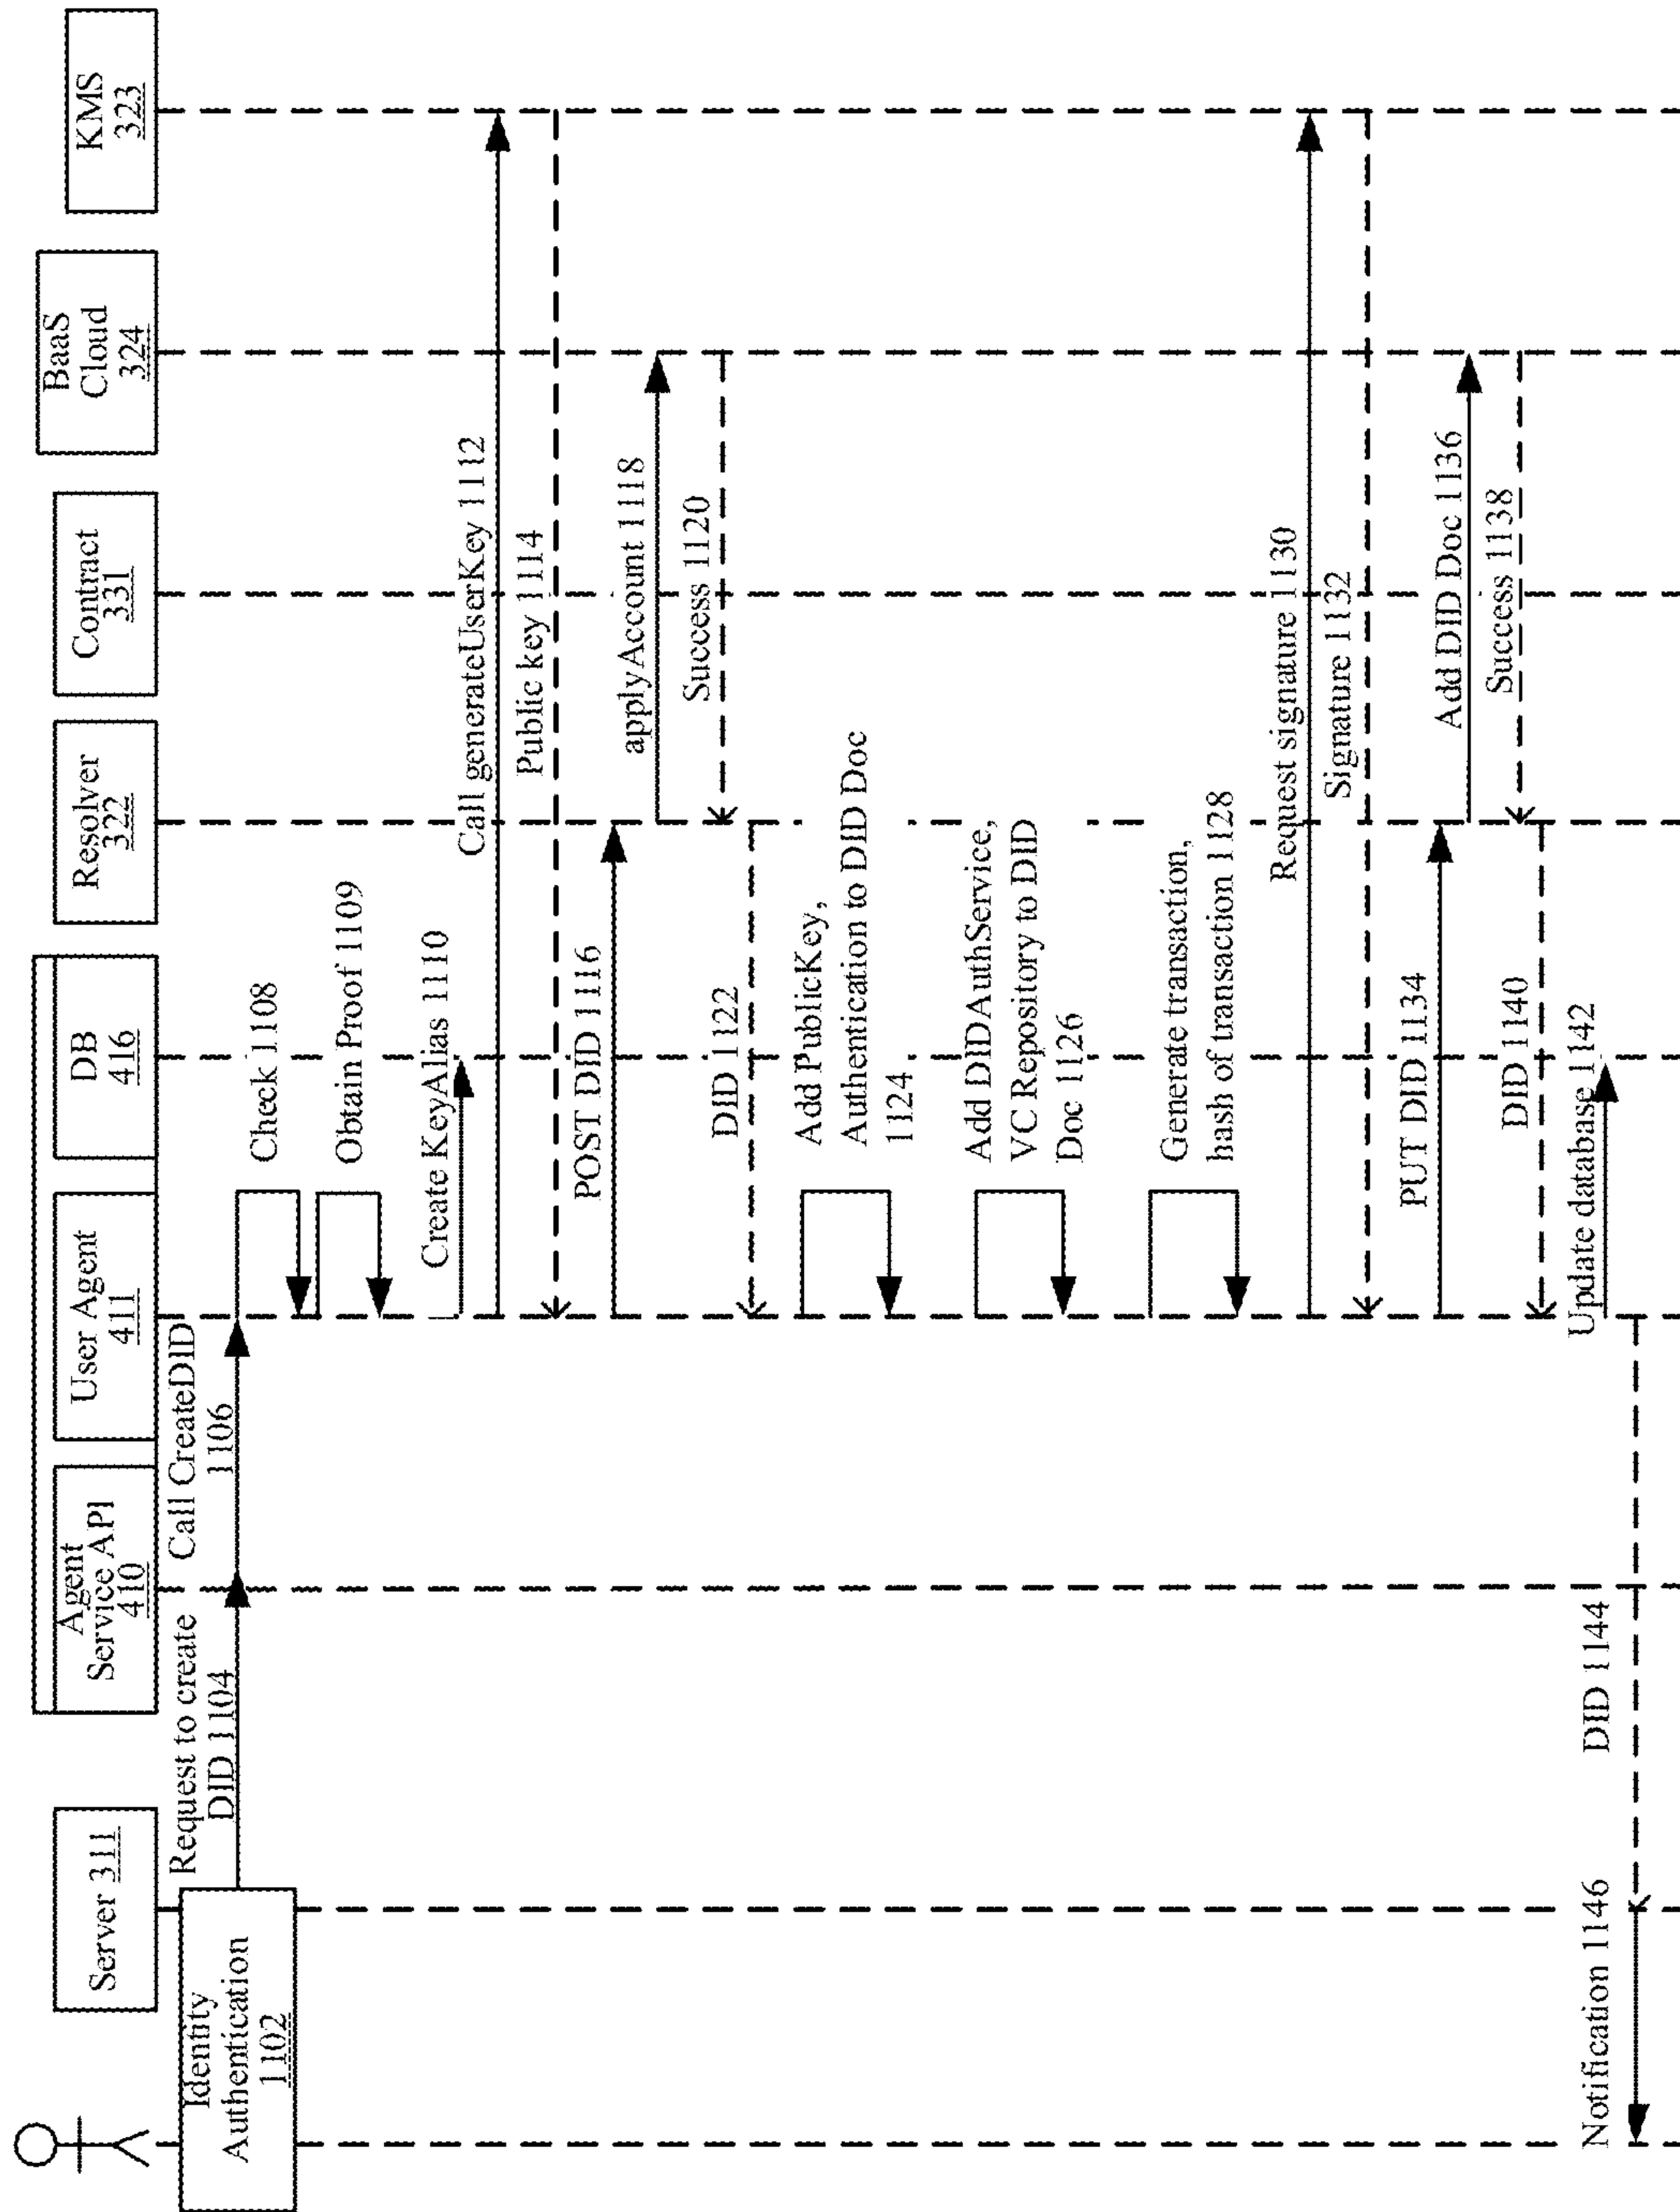 Server 311
Agent
Service API
410
User Agent
411
DB
416
Resolver
322
Contract
331
BaaS
Cloud
324
KMS
323
Identity
Authentication
1102
Request to create
DID 1104
Call CreateDID
1106
Check 1108
Obtain Proof 1109
Create KeyAlias 1110
Call generateUserKey 1112
Public key 1114
POST DID 1116
applyAccount 1118
Success 1120
DID 1122
Add PublicKey,
Authentication to DID Doc
1124
Add DIDAuthService,
VC Repository to DID
Doc 1126
Generate transaction,
hash of transaction 1128
Request signature 1130
Signature 1132
PUT DID 1134
Add DID Doc 1136
Success 1138
DID 1140
Update database 1142
DID 1144
Notification 1146